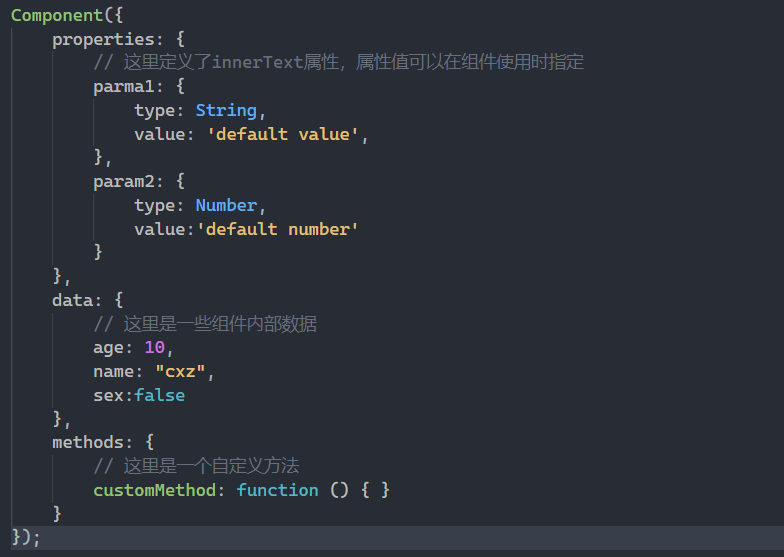 Component({
    properties: {
        // 这里定义了innerText属性，属性值可以在组件使用时指定
        parma1: {
            type: String,
            value: 'default value',
        },
        param2: {
            type: Number,
            value:'default number'
        }
    },
    data: {
        // 这里是一些组件内部数据
        age: 10,
        name: "cxz",
        sex:false
    },
    methods: {
        // 这里是一个自定义方法
        customMethod: function () { }
    }
});